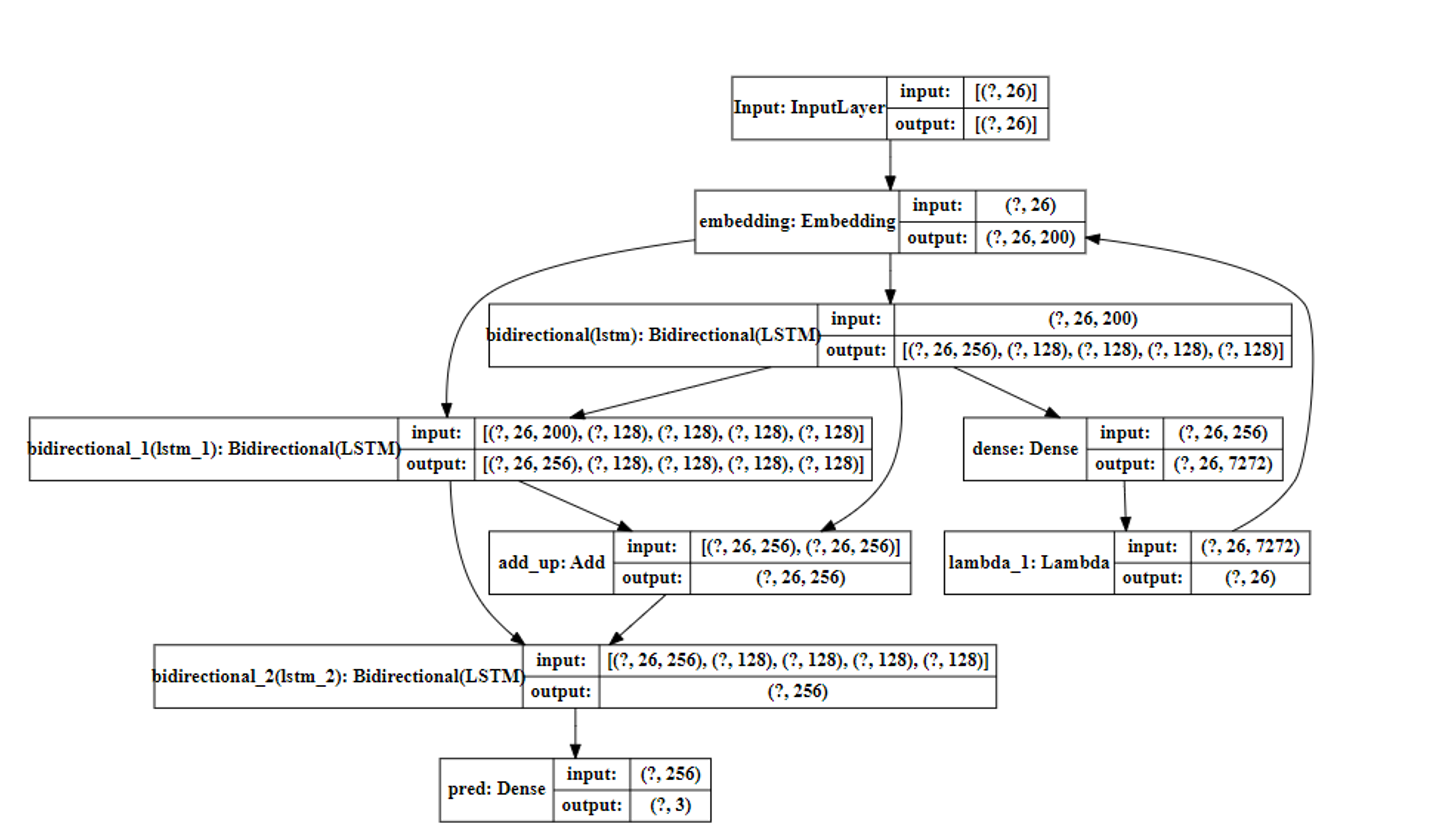 Input: InputLayer
input: [(?, 26)]
output: [(?, 26)]
embedding: Embedding
input: (?, 26)
output: (?, 26, 200)
bidirectional(lstm): Bidirectional(LSTM)
input: (?, 26, 200)
output: [(?, 26, 256), (?, 128), (?, 128), (?, 128), (?, 128)]
bidirectional_1(lstm_1): Bidirectional(LSTM)
input: [(?, 26, 200), (?, 128), (?, 128), (?, 128), (?, 128)]
output: [(?, 26, 256), (?, 128), (?, 128), (?, 128), (?, 128)]
dense: Dense
input: (?, 26, 256)
output: (?, 26, 7272)
add_up: Add
input: [(?, 26, 256), (?, 26, 256)]
output: (?, 26, 256)
lambda_1: Lambda
input: (?, 26, 7272)
output: (?, 26)
bidirectional_2(lstm_2): Bidirectional(LSTM)
input: [(?, 26, 256), (?, 128), (?, 128), (?, 128), (?, 128)]
output: (?, 256)
pred: Dense
input: (?, 256)
output: (?, 3)